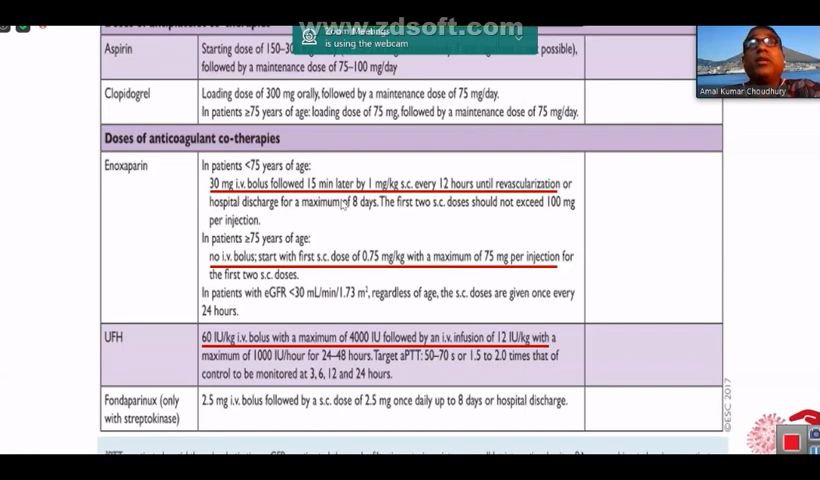 Doses of antiplatelet co-therapies
www.zdsoft.com
Zoom Meetings
is using the webcam
Amal Kumar Choudhury
Aspirin
Starting dose of 150–30 not possible),
followed by a maintenance dose of 75–100 mg/day
Clopidogrel
Loading dose of 300 mg orally, followed by a maintenance dose of 75 mg/day.
In patients ≥75 years of age: loading dose of 75 mg, followed by a maintenance dose of 75 mg/day.
Doses of anticoagulant co-therapies
Enoxaparin
In patients <75 years of age:
30 mg i.v. bolus followed 15 min later by 1 mg/kg s.c. every 12 hours until revascularization or
hospital discharge for a maximum of 8 days. The first two s.c. doses should not exceed 100 mg
per injection.
In patients ≥75 years of age:
no i.v. bolus; start with first s.c. dose of 0.75 mg/kg with a maximum of 75 mg per injection for
the first two s.c. doses.
In patients with eGFR <30 mL/min/1.73 m², regardless of age, the s.c. doses are given once every
24 hours.
UFH
60 IU/kg i.v. bolus with a maximum of 4000 IU followed by an i.v. infusion of 12 IU/kg with a
maximum of 1000 IU/hour for 24–48 hours. Target aPTT: 50–70 s or 1.5 to 2.0 times that of
control to be monitored at 3, 6, 12 and 24 hours.
Fondaparinux (only
with streptokinase)
2.5 mg i.v. bolus followed by a s.c. dose of 2.5 mg once daily up to 8 days or hospital discharge.
©ESC 2017